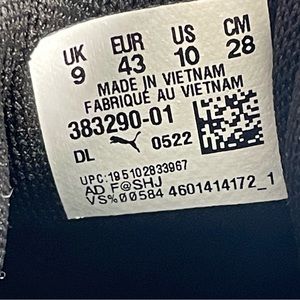 UK EUR US CM
9 43 10 28
MADE IN VIETNAM
FABRIQUÉ AU VIETNAM
383290-01
DL 0522
UPC:195102833967
AD F@SHJ
VS%00584 4601414172_1